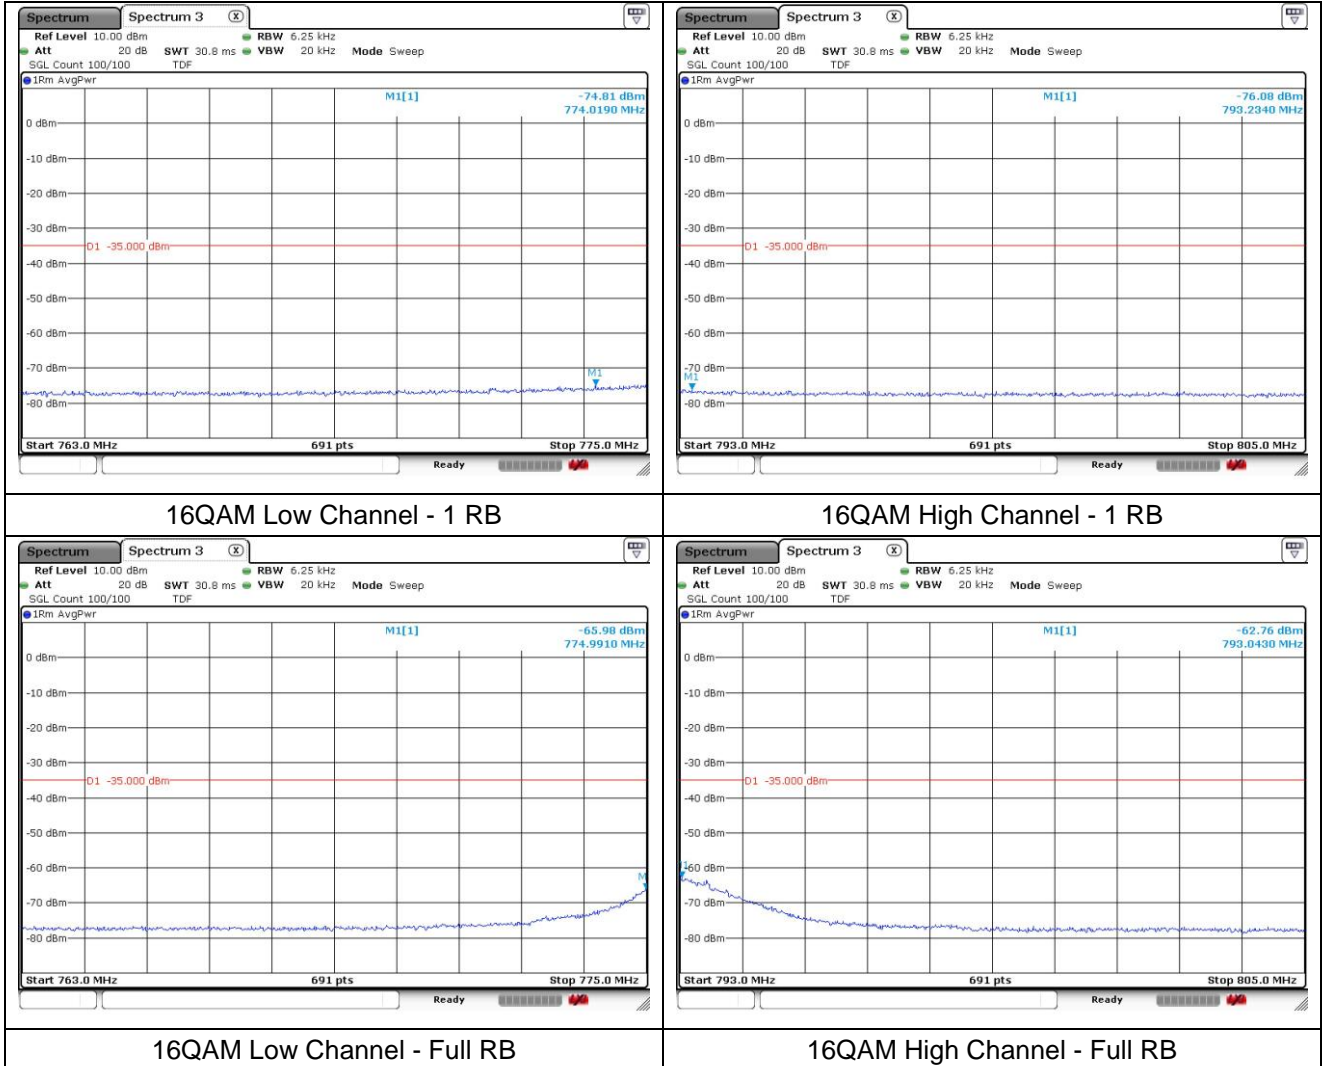 Spectrum Spectrum 3 X
Ref Level 10.00 dBm RBW 6.25 kHz
Att 20 dB SWT 30.8 ms VBW 20 kHz Mode Sweep
SGL Count 100/100 TDF
1Rm AvgPwr
M1[1] -74.81 dBm
774.0190 MHz
0 dBm
-10 dBm
-20 dBm
-30 dBm
D1 -35.000 dBm
-40 dBm
-50 dBm
-60 dBm
-70 dBm
M1
-80 dBm
Start 763.0 MHz 691 pts Stop 775.0 MHz
Ready
16QAM Low Channel - 1 RB
Spectrum Spectrum 3 X
Ref Level 10.00 dBm RBW 6.25 kHz
Att 20 dB SWT 30.8 ms VBW 20 kHz Mode Sweep
SGL Count 100/100 TDF
1Rm AvgPwr
M1[1] -76.08 dBm
793.2340 MHz
0 dBm
-10 dBm
-20 dBm
-30 dBm
D1 -35.000 dBm
-40 dBm
-50 dBm
-60 dBm
-70 dBm
M1
-80 dBm
Start 793.0 MHz 691 pts Stop 805.0 MHz
Ready
16QAM High Channel - 1 RB
Spectrum Spectrum 3 X
Ref Level 10.00 dBm RBW 6.25 kHz
Att 20 dB SWT 30.8 ms VBW 20 kHz Mode Sweep
SGL Count 100/100 TDF
1Rm AvgPwr
M1[1] -65.98 dBm
774.9910 MHz
0 dBm
-10 dBm
-20 dBm
-30 dBm
D1 -35.000 dBm
-40 dBm
-50 dBm
-60 dBm
M
-70 dBm
-80 dBm
Start 763.0 MHz 691 pts Stop 775.0 MHz
Ready
16QAM Low Channel - Full RB
Spectrum Spectrum 3 X
Ref Level 10.00 dBm RBW 6.25 kHz
Att 20 dB SWT 30.8 ms VBW 20 kHz Mode Sweep
SGL Count 100/100 TDF
1Rm AvgPwr
M1[1] -62.76 dBm
793.0430 MHz
0 dBm
-10 dBm
-20 dBm
-30 dBm
D1 -35.000 dBm
-40 dBm
-50 dBm
-60 dBm
1
-70 dBm
-80 dBm
Start 793.0 MHz 691 pts Stop 805.0 MHz
Ready
16QAM High Channel - Full RB